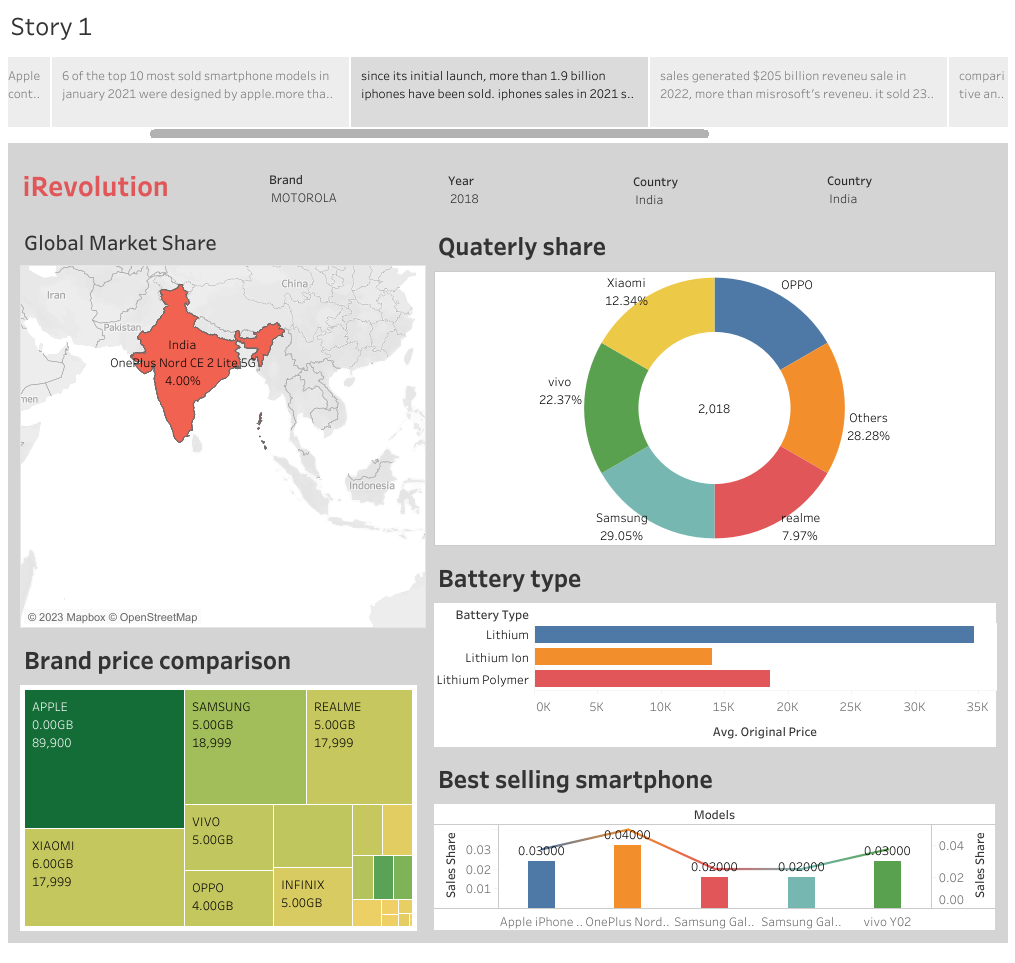 Story 1
Apple
cont..
6 of the top 10 most sold smartphone models in
january 2021 were designed by apple.more tha..
since its initial launch, more than 1.9 billion
iphones have been sold. iphones sales in 2021 s..
sales generated $205 billion reveneu sale in
2022, more than misrosoft's reveneu. it sold 23..
compari
tive an..
iRevolution
Brand
MOTOROLA
Year
2018
Country
India
Country
India
Global Market Share
Iran
China
Pakistan
India
OnePlus Nord CE 2 Lite 5G
4.00%
men
Indonesia
© 2023 Mapbox © OpenStreetMap
Quaterly share
Xiaomi
12.34%
OPPO
vivo
22.37%
2,018
Others
28.28%
Samsung
29.05%
realme
7.97%
Battery type
Battery Type
Lithium
Lithium Ion
Lithium Polymer
0K 5K 10K 15K 20K 25K 30K 35K
Avg. Original Price
Brand price comparison
APPLE
0.00GB
89,900
SAMSUNG
5.00GB
18,999
REALME
5.00GB
17,999
XIAOMI
6.00GB
17,999
VIVO
5.00GB
OPPO
4.00GB
INFINIX
5.00GB
Best selling smartphone
Models
Sales Share
0.03
0.02
0.01
0.03000
0.04000
0.02000
0.02000
0.03000
0.04
0.02
0.00
Sales Share
Apple iPhone .. OnePlus Nord.. Samsung Gal.. Samsung Gal.. vivo Y02